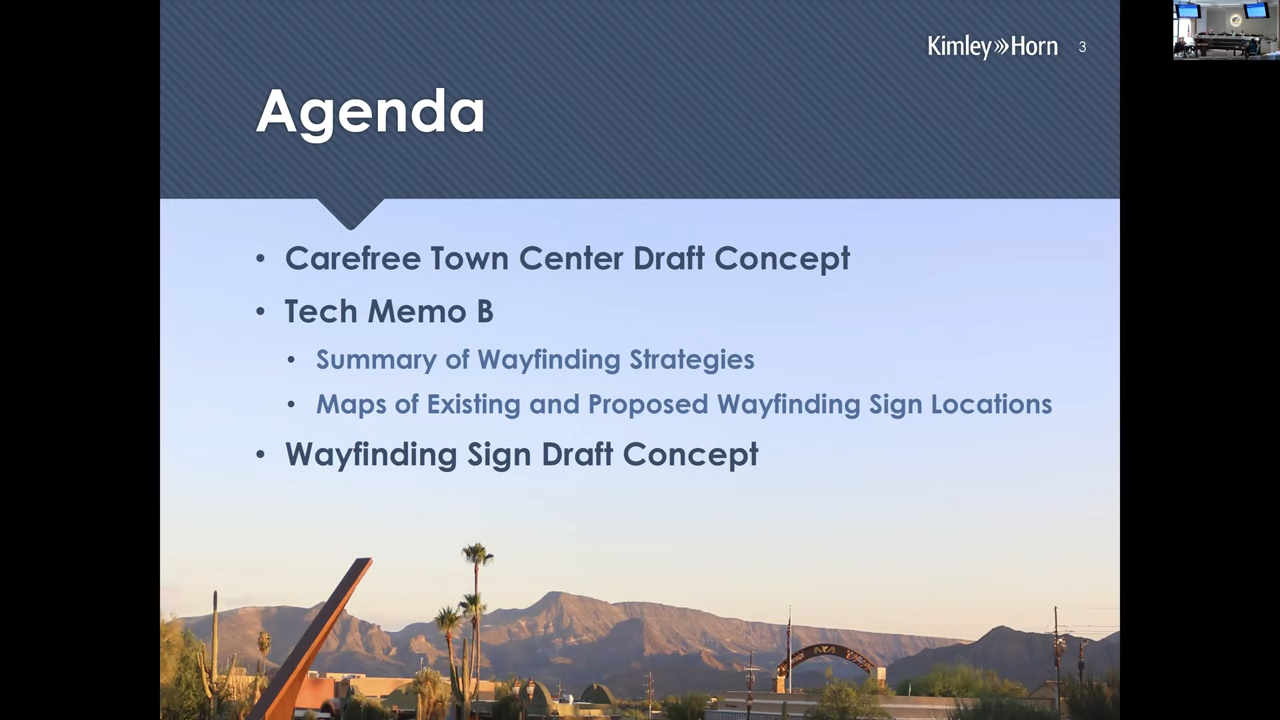 Kimley»Horn 3
Agenda
• Carefree Town Center Draft Concept
• Tech Memo B
• Summary of Wayfinding Strategies
• Maps of Existing and Proposed Wayfinding Sign Locations
• Wayfinding Sign Draft Concept